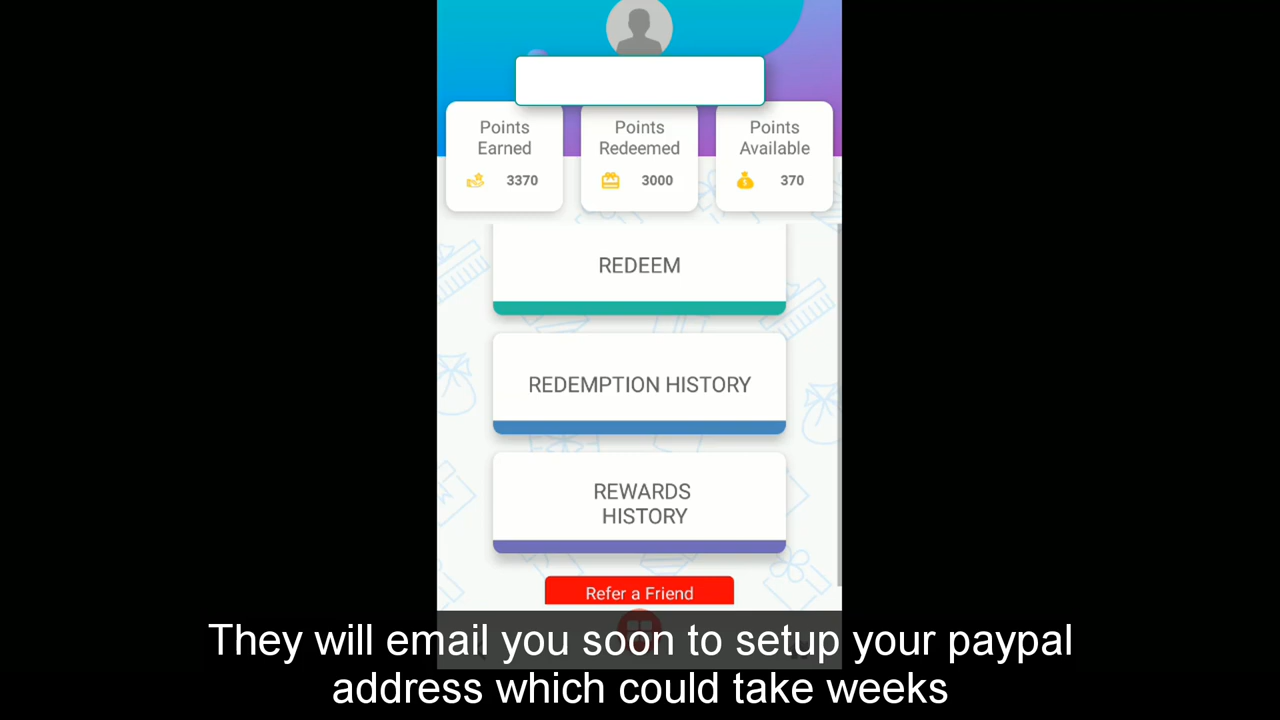 Points Earned
3370
Points Redeemed
3000
Points Available
370
REDEEM
REDEMPTION HISTORY
REWARDS
HISTORY
Refer a Friend
They will email you soon to setup your paypal
address which could take weeks